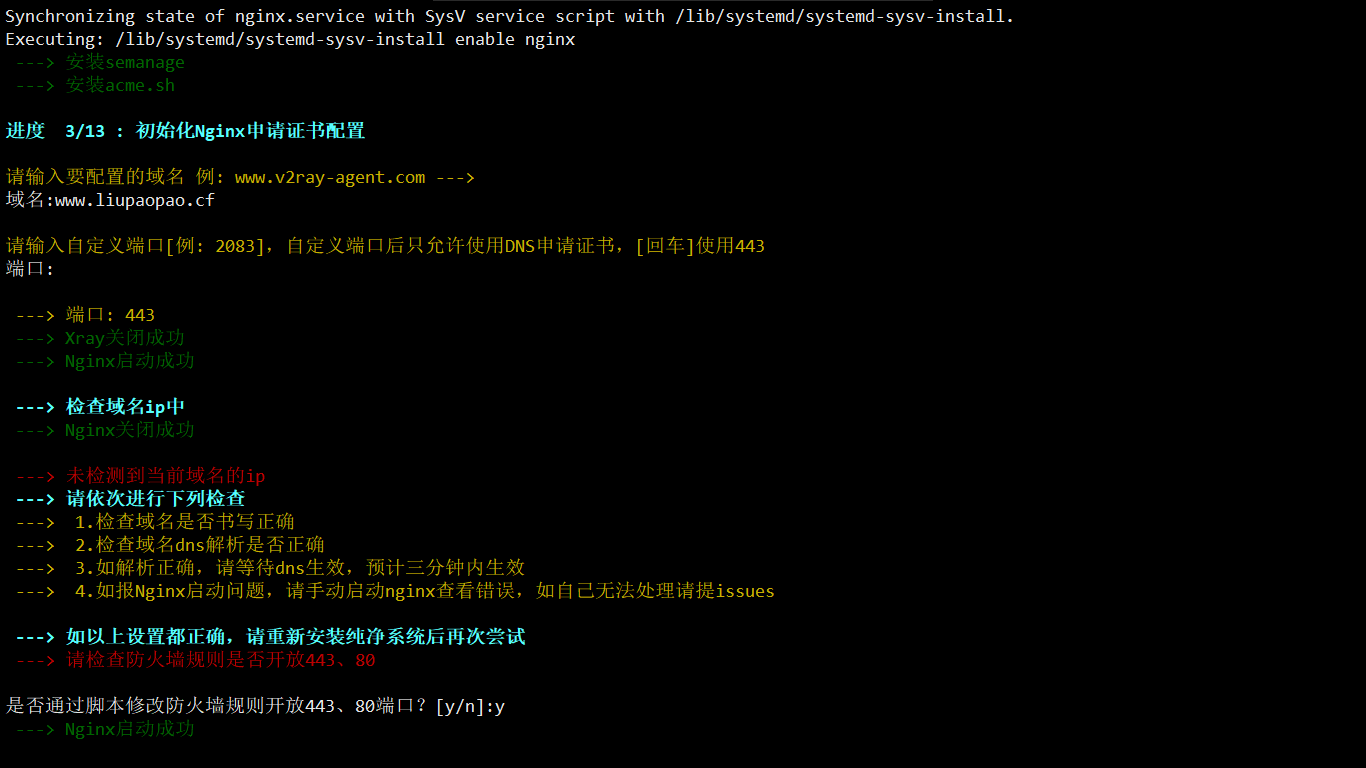 Synchronizing state of nginx.service with SysV service script with /lib/systemd/systemd-sysv-install.
Executing: /lib/systemd/systemd-sysv-install enable nginx
---> 安装semanage
---> 安装acme.sh
进度  3/13 : 初始化Nginx申请证书配置
请输入要配置的域名 例: www.v2ray-agent.com --->
域名:www.liupaopao.cf
请输入自定义端口[例: 2083]，自定义端口后只允许使用DNS申请证书，[回车]使用443
端口:
---> 端口: 443
---> Xray关闭成功
---> Nginx启动成功
---> 检查域名ip中
---> Nginx关闭成功
---> 未检测到当前域名的ip
---> 请依次进行下列检查
--->  1.检查域名是否书写正确
--->  2.检查域名dns解析是否正确
--->  3.如解析正确，请等待dns生效，预计三分钟内生效
--->  4.如报Nginx启动问题，请手动启动nginx查看错误，如自己无法处理请提issues
---> 如以上设置都正确，请重新安装纯净系统后再次尝试
---> 请检查防火墙规则是否开放443、80
是否通过脚本修改防火墙规则开放443、80端口？[y/n]:y
---> Nginx启动成功